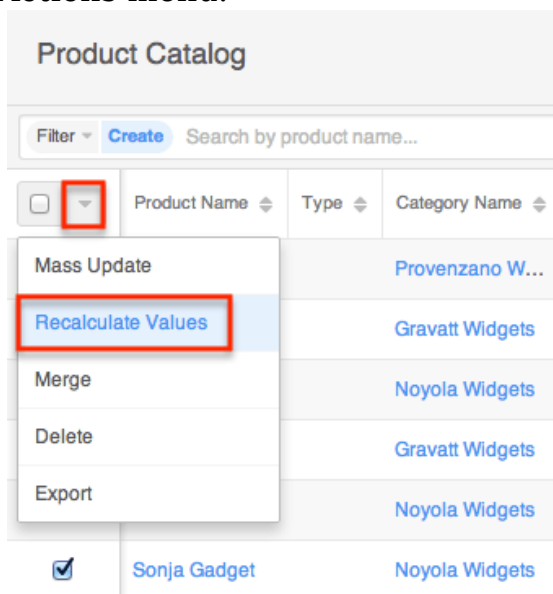 Product Catalog
Filter Create Search by product name...
Product Name Type Category Name
Mass Update Provenzano W...
Recalculate Values Gravatt Widgets
Merge Noyola Widgets
Delete Gravatt Widgets
Export Noyola Widgets
Sonja Gadget Noyola Widgets